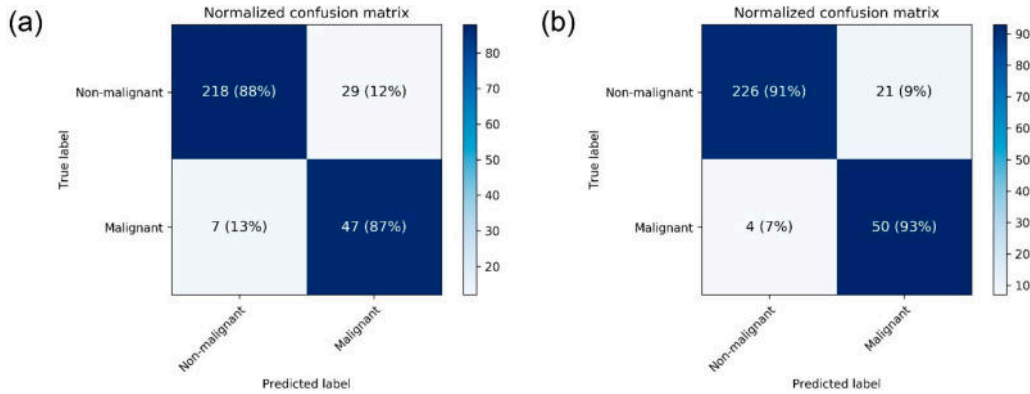 (a)
Normalized confusion matrix
Non-malignant
218 (88%)
29 (12%)
Malignant
7 (13%)
47 (87%)
True label
Non-malignant
Malignant
Predicted label
80
70
60
50
40
30
20
(b)
Normalized confusion matrix
Non-malignant
226 (91%)
21 (9%)
Malignant
4 (7%)
50 (93%)
True label
Non-malignant
Malignant
Predicted label
90
80
70
60
50
40
30
20
10